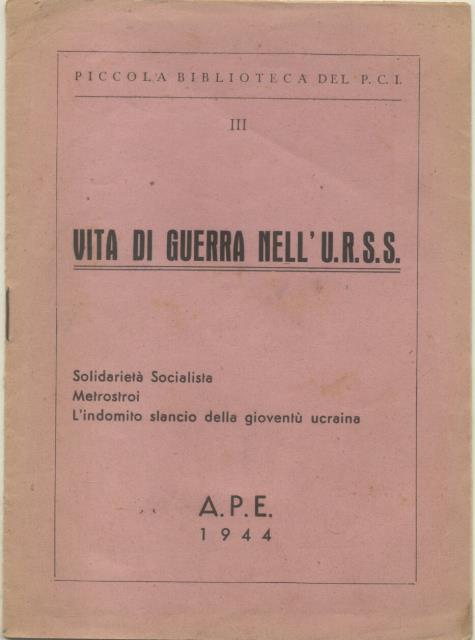 PICCOLA BIBLIOTECA DEL P.C.I.
III
VITA DI GUERRA NELL'U.R.S.S.
Solidarietà Socialista
Metrostroi
L'indomito slancio della gioventù ucraina
A.P.E.
1944